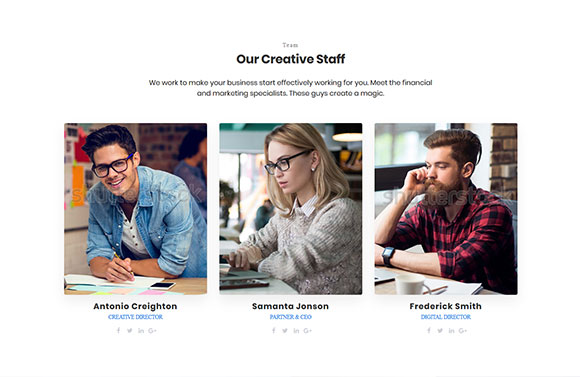 Team
Our Creative Staff
We work to make your business start effectively working for you. Meet the financial
and marketing specialists. These guys create a magic.
shutterstock
shutterstock
Antonio Creighton
Samanta Jonson
Frederick Smith
CREATIVE DIRECTOR
PARTNER & CEO
DIGITAL DIRECTOR
f in G+
f in G+
f in G+